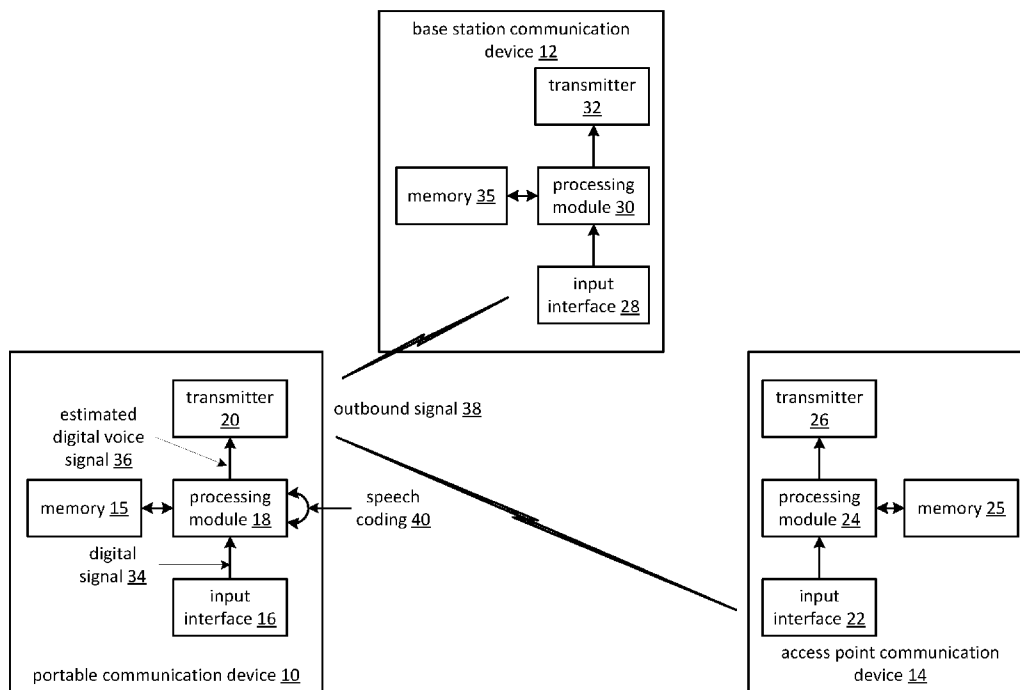 base station communication
device 12
transmitter
32
memory 35
processing
module 30
input
interface 28
outbound signal 38
transmitter
20
estimated
digital voice
signal 36
memory 15
processing
module 18
speech
coding 40
digital
signal 34
input
interface 16
portable communication device 10
transmitter
26
processing
module 24
memory 25
input
interface 22
access point communication
device 14